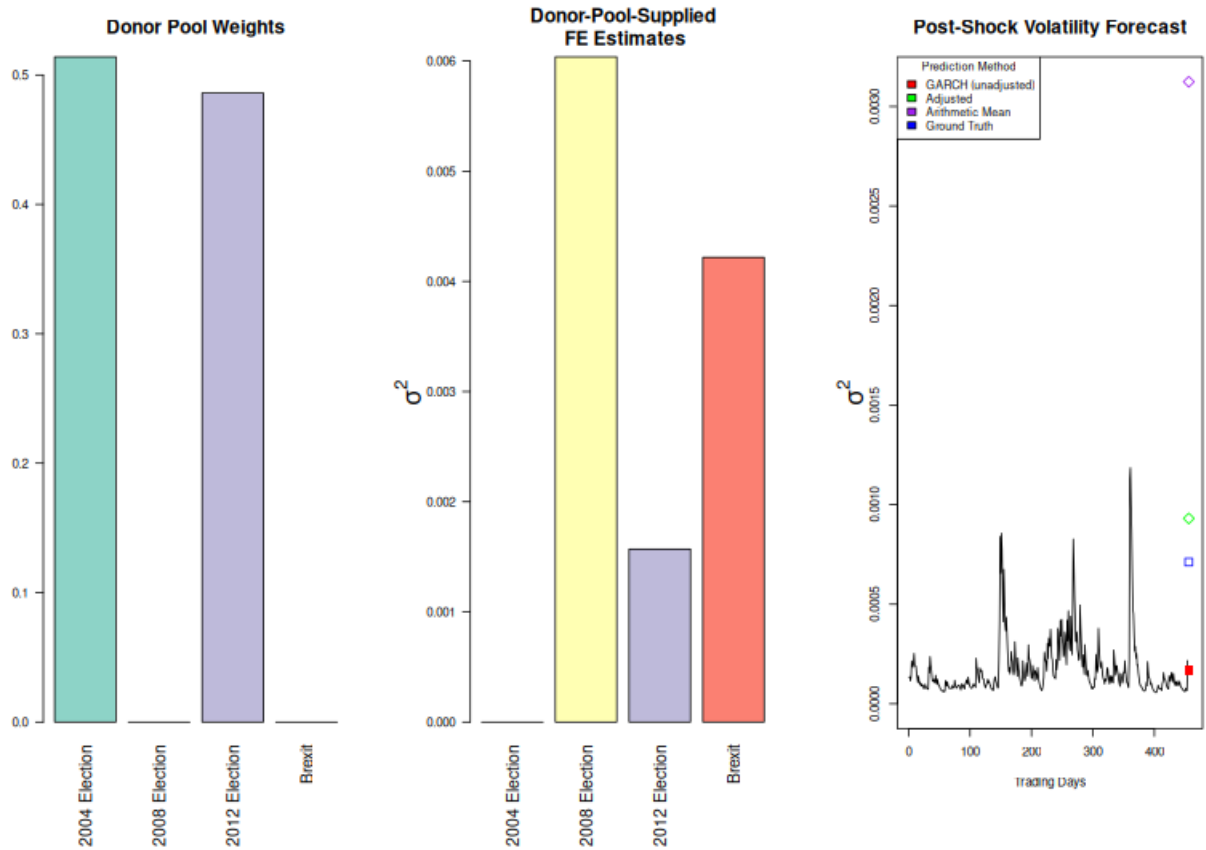 Donor Pool Weights
0.5
0.4
0.3
0.2
0.1
0.0
2004 Election
2008 Election
2012 Election
Brexit
Donor-Pool-Supplied
FE Estimates
σ²
0.006
0.005
0.004
0.003
0.002
0.001
0.000
2004 Election
2008 Election
2012 Election
Brexit
Post-Shock Volatility Forecast
Prediction Method
GARCH (unadjusted)
Adjusted
Arithmetic Mean
Ground Truth
σ²
0.0030
0.0025
0.0020
0.0015
0.0010
0.0005
0.0000
0 100 200 300 400
Trading Days